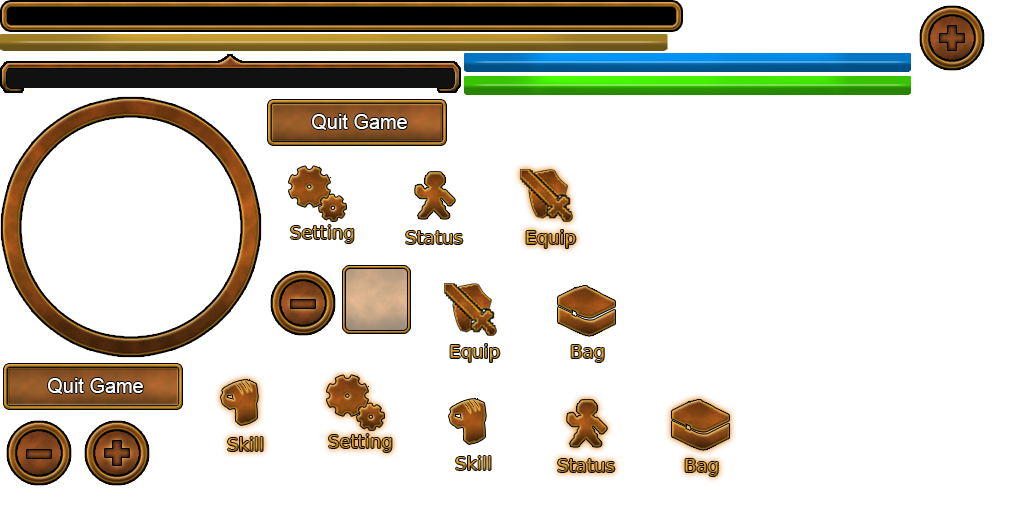 Quit Game
Setting
Status
Equip
Equip
Bag
Quit Game
Skill
Setting
Skill
Status
Bag